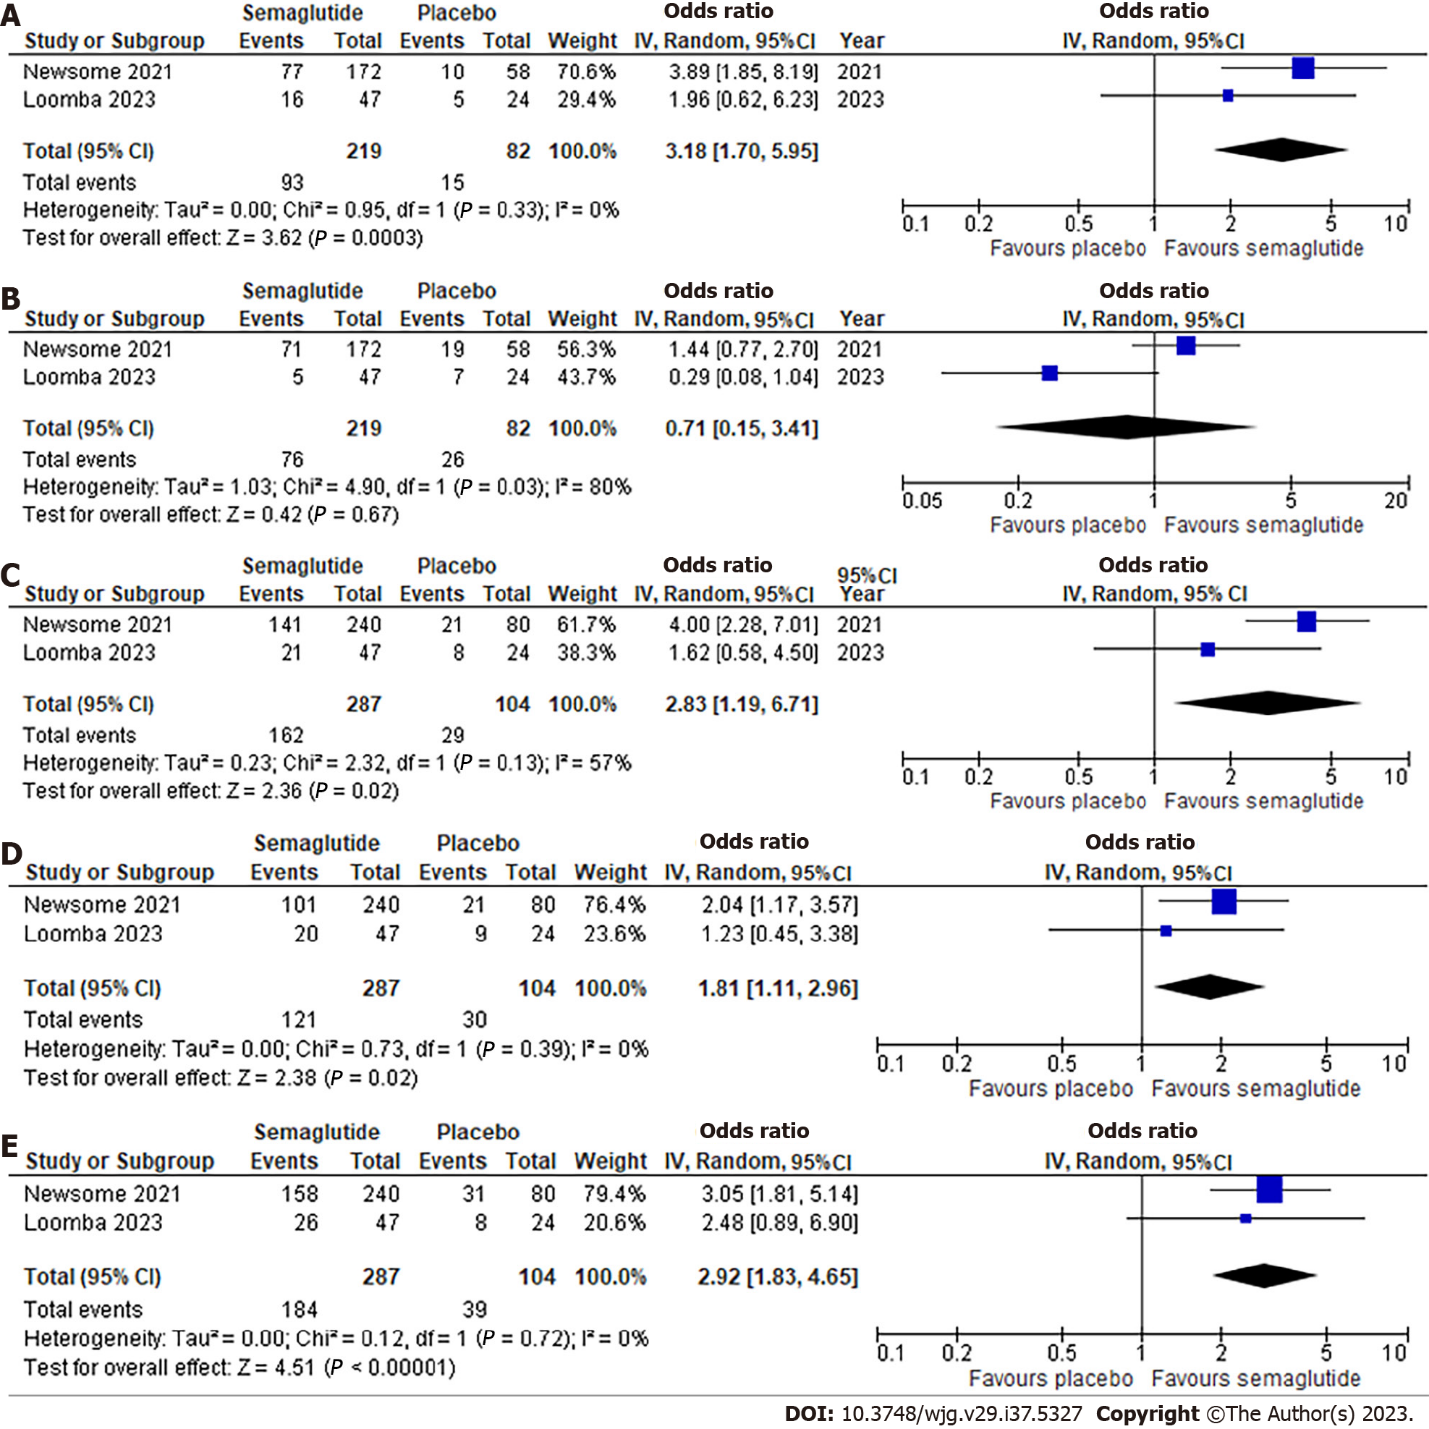 A Semaglutide Placebo Odds ratio Odds ratio
Study or Subgroup Events Total Events Total Weight IV, Random, 95%CI Year IV, Random, 95%CI
Newsome 2021 77 172 10 58 70.6% 3.89 [1.85, 8.19] 2021
Loomba 2023 16 47 5 24 29.4% 1.96 [0.62, 6.23] 2023
Total (95% CI) 219 82 100.0% 3.18 [1.70, 5.95]
Total events 93 15
Heterogeneity: Tau² = 0.00; Chi² = 0.95, df = 1 (P = 0.33); I² = 0%
Test for overall effect: Z = 3.62 (P = 0.0003)
0.1 0.2 0.5 1 2 5 10
Favours placebo Favours semaglutide
B Semaglutide Placebo Odds ratio Odds ratio
Study or Subgroup Events Total Events Total Weight IV, Random, 95%CI Year IV, Random, 95%CI
Newsome 2021 71 172 19 58 56.3% 1.44 [0.77, 2.70] 2021
Loomba 2023 5 47 7 24 43.7% 0.29 [0.08, 1.04] 2023
Total (95% CI) 219 82 100.0% 0.71 [0.15, 3.41]
Total events 76 26
Heterogeneity: Tau² = 1.03; Chi² = 4.90, df = 1 (P = 0.03); I² = 80%
Test for overall effect: Z = 0.42 (P = 0.67)
0.05 0.2 1 5 20
Favours placebo Favours semaglutide
C Semaglutide Placebo Odds ratio 95%CI Odds ratio
Study or Subgroup Events Total Events Total Weight IV, Random, 95%CI Year IV, Random, 95% CI
Newsome 2021 141 240 21 80 61.7% 4.00 [2.28, 7.01] 2021
Loomba 2023 21 47 8 24 38.3% 1.62 [0.58, 4.50] 2023
Total (95% CI) 287 104 100.0% 2.83 [1.19, 6.71]
Total events 162 29
Heterogeneity: Tau² = 0.23; Chi² = 2.32, df = 1 (P = 0.13); I² = 57%
Test for overall effect: Z = 2.36 (P = 0.02)
0.1 0.2 0.5 1 2 5 10
Favours placebo Favours semaglutide
D Semaglutide Placebo Odds ratio Odds ratio
Study or Subgroup Events Total Events Total Weight IV, Random, 95%CI IV, Random, 95%CI
Newsome 2021 101 240 21 80 76.4% 2.04 [1.17, 3.57]
Loomba 2023 20 47 9 24 23.6% 1.23 [0.45, 3.38]
Total (95% CI) 287 104 100.0% 1.81 [1.11, 2.96]
Total events 121 30
Heterogeneity: Tau² = 0.00; Chi² = 0.73, df = 1 (P = 0.39); I² = 0%
Test for overall effect: Z = 2.38 (P = 0.02)
0.1 0.2 0.5 1 2 5 10
Favours placebo Favours semaglutide
E Semaglutide Placebo Odds ratio Odds ratio
Study or Subgroup Events Total Events Total Weight IV, Random, 95%CI IV, Random, 95%CI
Newsome 2021 158 240 31 80 79.4% 3.05 [1.81, 5.14]
Loomba 2023 26 47 8 24 20.6% 2.48 [0.89, 6.90]
Total (95% CI) 287 104 100.0% 2.92 [1.83, 4.65]
Total events 184 39
Heterogeneity: Tau² = 0.00; Chi² = 0.12, df = 1 (P = 0.72); I² = 0%
Test for overall effect: Z = 4.51 (P < 0.00001)
0.1 0.2 0.5 1 2 5 10
Favours placebo Favours semaglutide
DOI: 10.3748/wjg.v29.i37.5327 Copyright ©The Author(s) 2023.